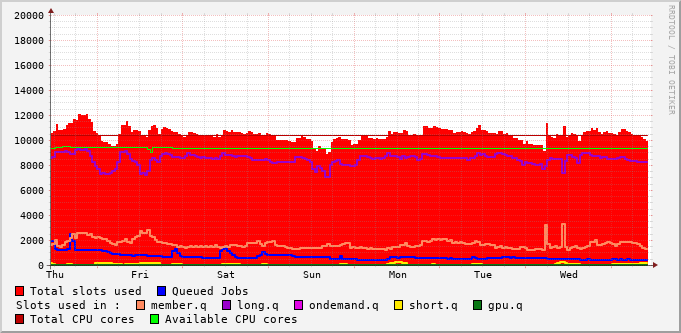 RRDTOOL / TOBI OETIKER
20000
18000
16000
14000
12000
10000
8000
6000
4000
2000
0
Thu Fri Sat Sun Mon Tue Wed
Total slots used Queued Jobs
Slots used in : member.q long.q ondemand.q short.q gpu.q
Total CPU cores Available CPU cores